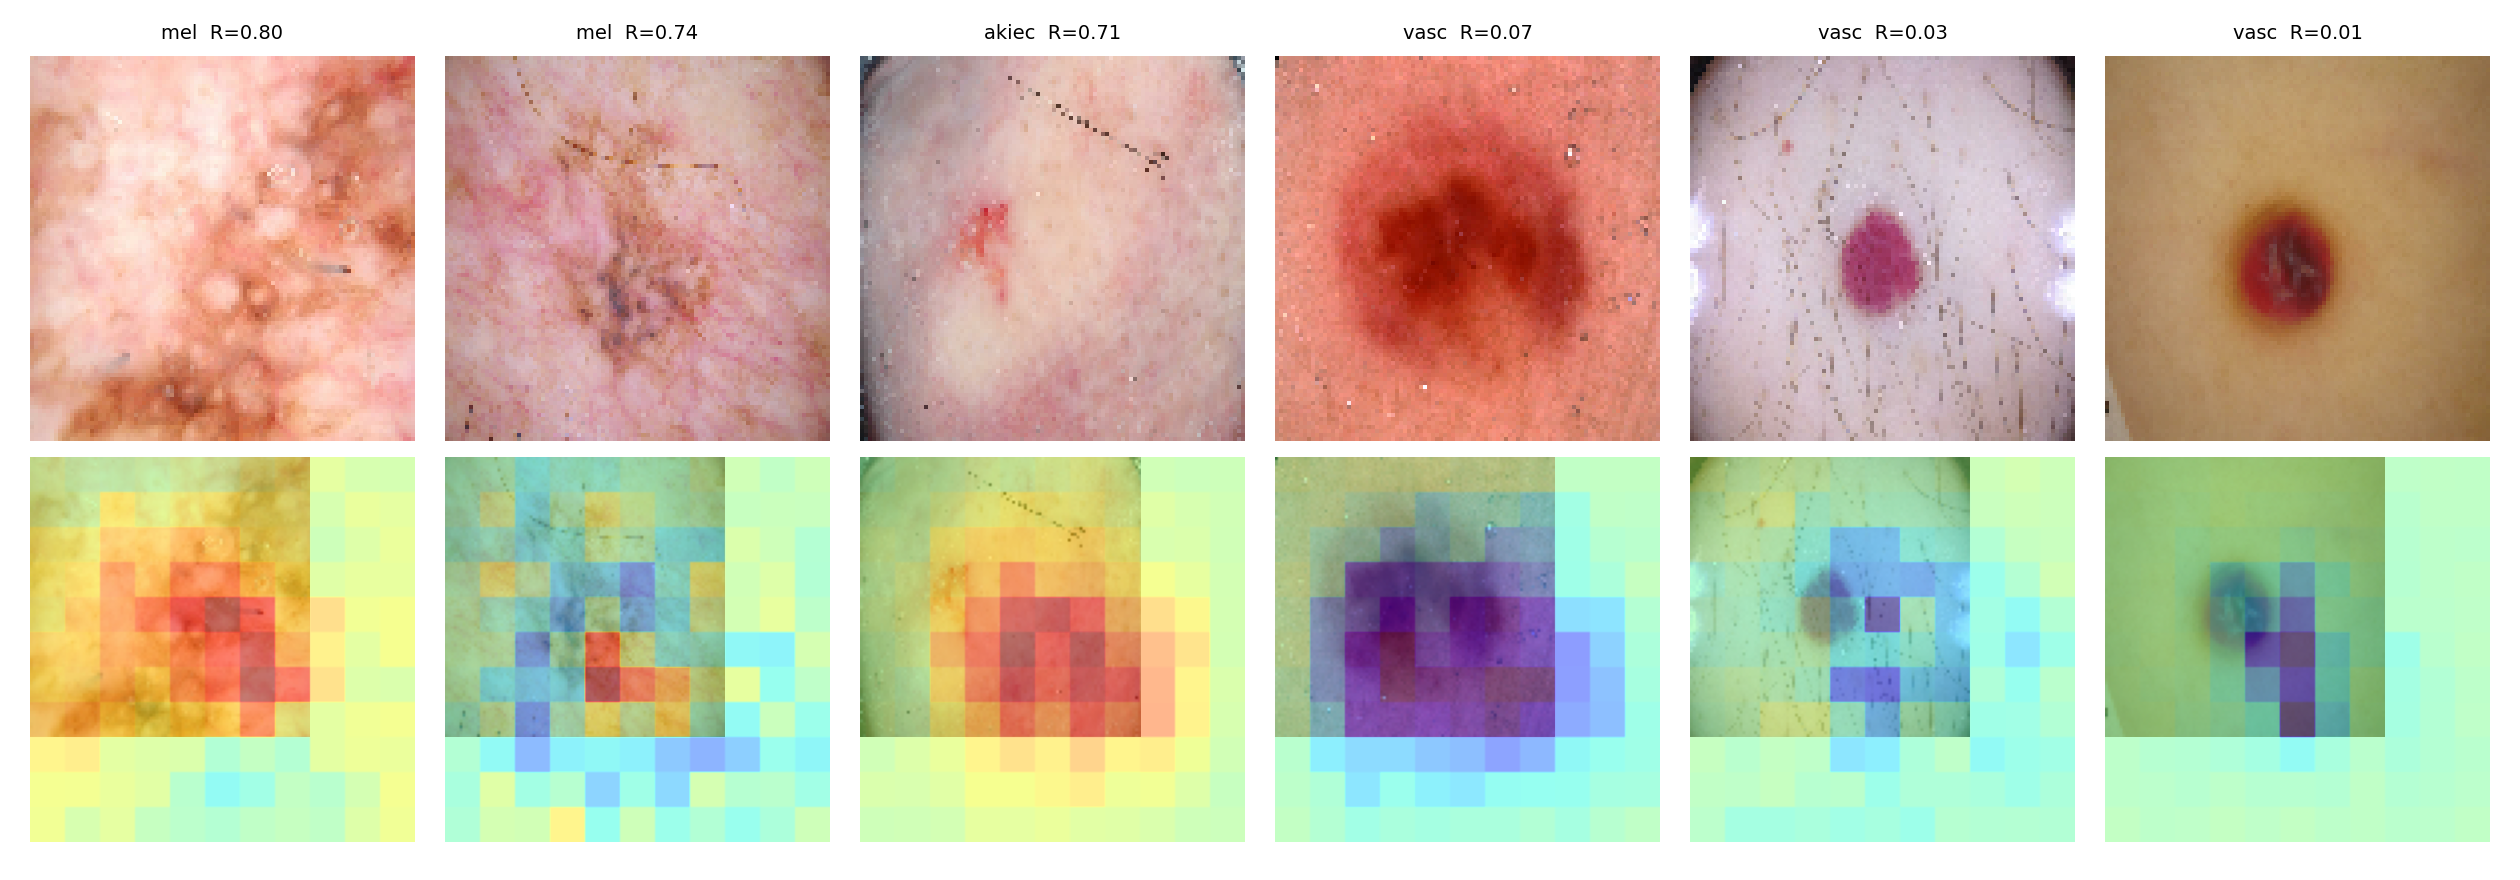 mel  R=0.80
mel  R=0.74
akiec  R=0.71
vasc  R=0.07
vasc  R=0.03
vasc  R=0.01